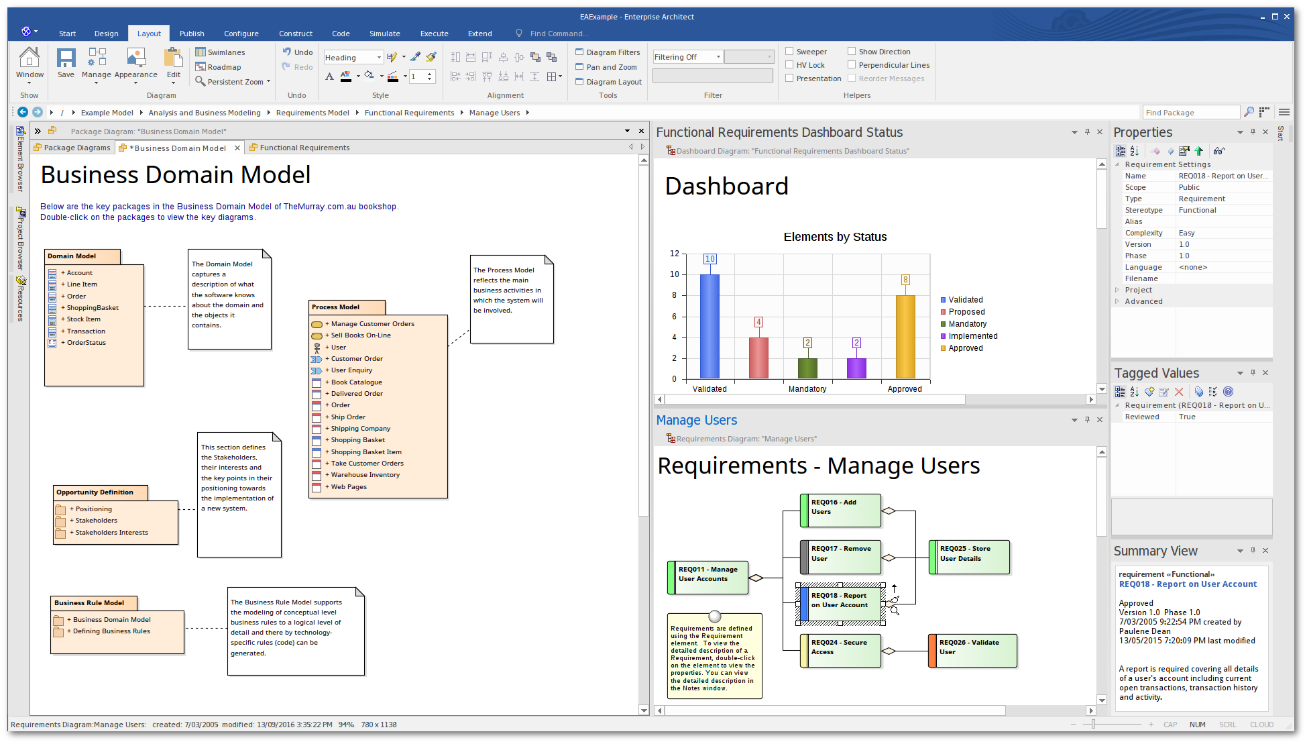 EAExample - Enterprise Architect
Start Design Layout Publish Configure Construct Code Simulate Execute Extend Find Command...
Window Save Manage Appearance Edit
Swimlanes
Roadmap
Persistent Zoom
Undo
Redo
Heading
1
Diagram Filters
Pan and Zoom
Diagram Layout
Filtering Off
Sweeper
HV Lock
Presentation
Show Direction
Perpendicular Lines
Reorder Messages
Show Diagram Undo Style Alignment Tools Filter Helpers
/ Example Model Analysis and Business Modeling Requirements Model Functional Requirements Manage Users
Find Package
Element Browser
Project Browser
Resources
Package Diagram: "Business Domain Model"
Package Diagrams *Business Domain Model Functional Requirements
Business Domain Model
Below are the key packages in the Business Domain Model of TheMurray.com.au bookshop.
Double-click on the packages to view the key diagrams.
Domain Model
+ Account
+ Line Item
+ Order
+ ShoppingBasket
+ Stock Item
+ Transaction
+ OrderStatus
The Domain Model
captures a
description of what
the software knows
about the domain and
the objects it
contains.
Process Model
+ Manage Customer Orders
+ Sell Books On-Line
+ User
+ Customer Order
+ User Enquiry
+ Book Catalogue
+ Delivered Order
+ Order
+ Ship Order
+ Shipping Company
+ Shopping Basket
+ Shopping Basket Item
+ Take Customer Orders
+ Warehouse Inventory
+ Web Pages
The Process Model
reflects the main
business activities in
which the system will
be involved.
This section defines
the Stakeholders,
their interests and
the key points in their
positioning towards
the implementation of
a new system.
Opportunity Definition
+ Positioning
+ Stakeholders
+ Stakeholders Interests
Business Rule Model
+ Business Domain Model
+ Defining Business Rules
The Business Rule Model supports
the modeling of conceptual level
business rules to a logical level of
detail and there by technology-
specific rules (code) can be
generated.
Functional Requirements Dashboard Status
Dashboard Diagram: "Functional Requirements Dashboard Status"
Dashboard
Elements by Status
12
10
8
6
4
2
0
10
4
2
2
8
Validated Mandatory Approved
Validated
Proposed
Mandatory
Implemented
Approved
Manage Users
Requirements Diagram: "Manage Users"
Requirements - Manage Users
REQ016 - Add
Users
REQ017 - Remove
User
REQ025 - Store
User Details
REQ011 - Manage
User Accounts
REQ018 - Report
on User Account
REQ024 - Secure
Access
REQ026 - Validate
User
Requirements are defined
using the Requirement
element. To view the
detailed description of a
Requirement, double-click
on the element to view the
properties. You can view
the detailed description in
the Notes window.
Properties
Requirement Settings
Name REQ018 - Report on User...
Scope Public
Type Requirement
Stereotype Functional
Alias
Complexity Easy
Version 1.0
Phase 1.0
Language <none>
Filename
Project
Advanced
Start
Tagged Values
Requirement (REQ018 - Report on U...
Reviewed True
Summary View
requirement «Functional»
REQ018 - Report on User Account
Approved
Version 1.0 Phase 1.0
7/03/2005 9:22:54 PM created by
Paulene Dean
13/05/2015 7:20:09 PM last modified
A report is required covering all details
of a user's account including current
open transactions, transaction history
and activity.
Requirements Diagram:Manage Users: created: 7/03/2005 modified: 13/09/2016 3:35:22 PM 94% 780 x 1138
CAP NUM SCRL CLOUD